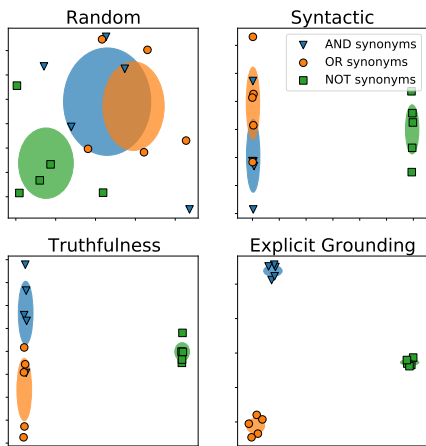 Random
Syntactic
AND synonyms
OR synonyms
NOT synonyms
Truthfulness
Explicit Grounding